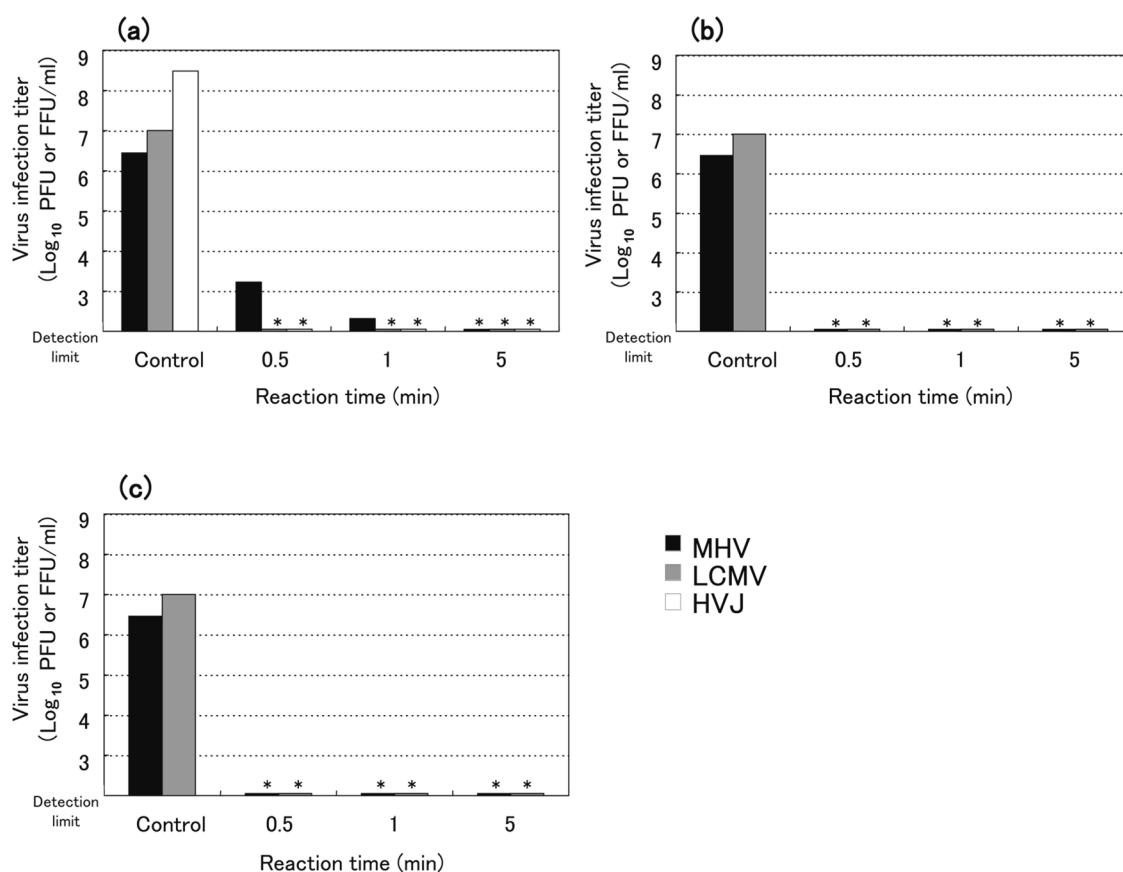 (a)
Virus infection titer
(Log10 PFU or FFU/ml)
9
8
7
6
5
4
3
Detection
limit
* * * * * * *
Control 0.5 1 5
Reaction time (min)
(b)
Virus infection titer
(Log10 PFU or FFU/ml)
9
8
7
6
5
4
3
Detection
limit
* * * * * *
Control 0.5 1 5
Reaction time (min)
(c)
Virus infection titer
(Log10 PFU or FFU/ml)
9
8
7
6
5
4
3
Detection
limit
* * * * * *
Control 0.5 1 5
Reaction time (min)
MHV
LCMV
HVJ